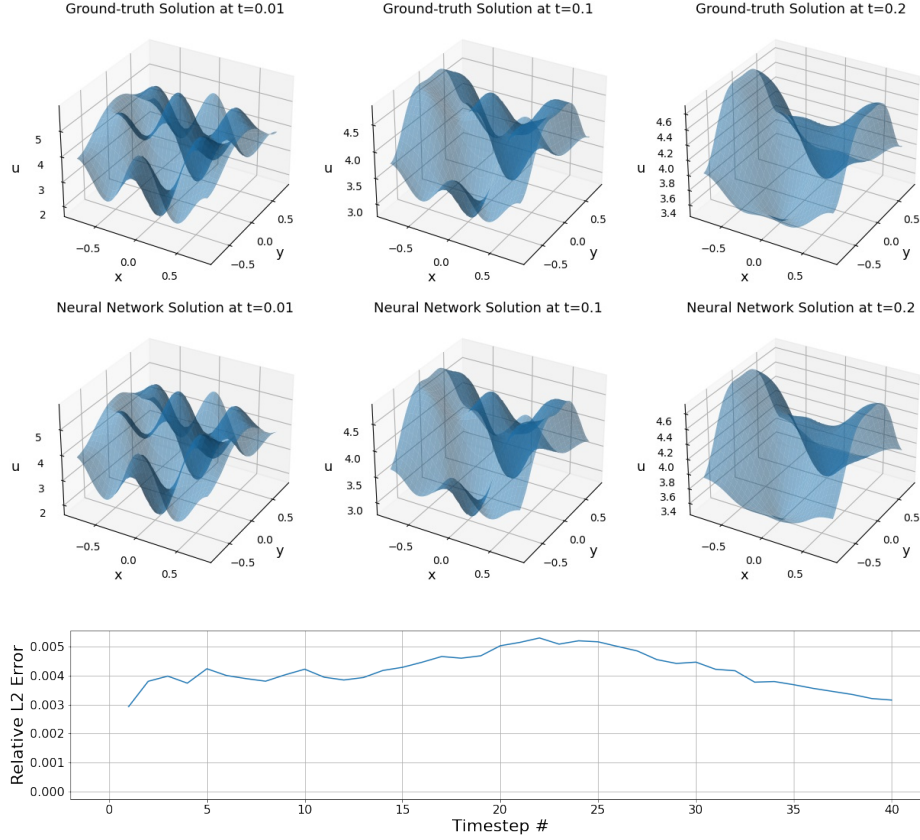 Ground-truth Solution at t=0.01
Ground-truth Solution at t=0.1
Ground-truth Solution at t=0.2
5
4
3
2
u
−0.5
0.0
0.5
x
−0.5
0.0
0.5
y
4.5
4.0
3.5
3.0
u
−0.5
0.0
0.5
x
−0.5
0.0
0.5
y
4.6
4.4
4.2
4.0
3.8
3.6
3.4
u
−0.5
0.0
0.5
x
−0.5
0.0
0.5
y
Neural Network Solution at t=0.01
Neural Network Solution at t=0.1
Neural Network Solution at t=0.2
5
4
3
2
u
−0.5
0.0
0.5
x
−0.5
0.0
0.5
y
4.5
4.0
3.5
3.0
u
−0.5
0.0
0.5
x
−0.5
0.0
0.5
y
4.6
4.4
4.2
4.0
3.8
3.6
3.4
u
−0.5
0.0
0.5
x
−0.5
0.0
0.5
y
Relative L2 Error
0.005
0.004
0.003
0.002
0.001
0.000
0 5 10 15 20 25 30 35 40
Timestep #